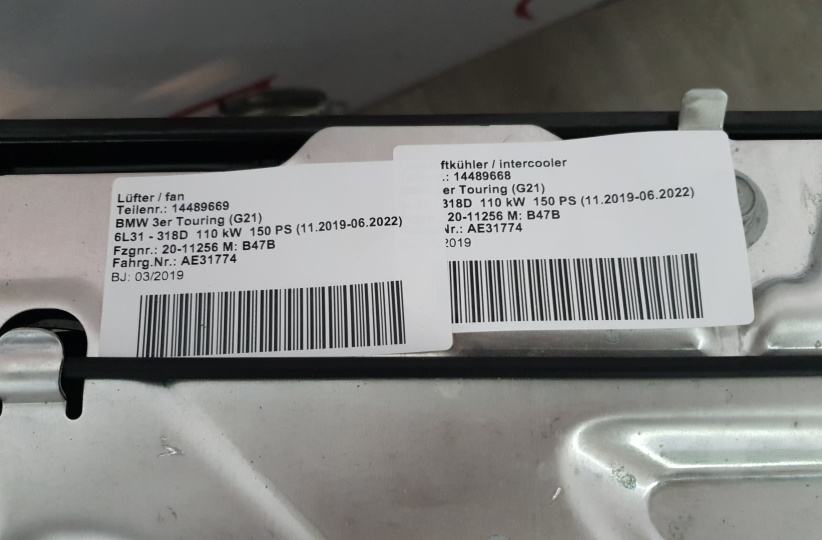 Lüfter / fan
Teilenr.: 14489669
BMW 3er Touring (G21)
6L31 - 318D 110 kW 150 PS (11.2019-06.2022)
Fzgnr.: 20-11256 M: B47B
Fahrg.Nr.: AE31774
BJ: 03/2019
ftkühler / intercooler
.: 14489668
er Touring (G21)
318D 110 kW 150 PS (11.2019-06.2022)
20-11256 M: B47B
Nr.: AE31774
2019